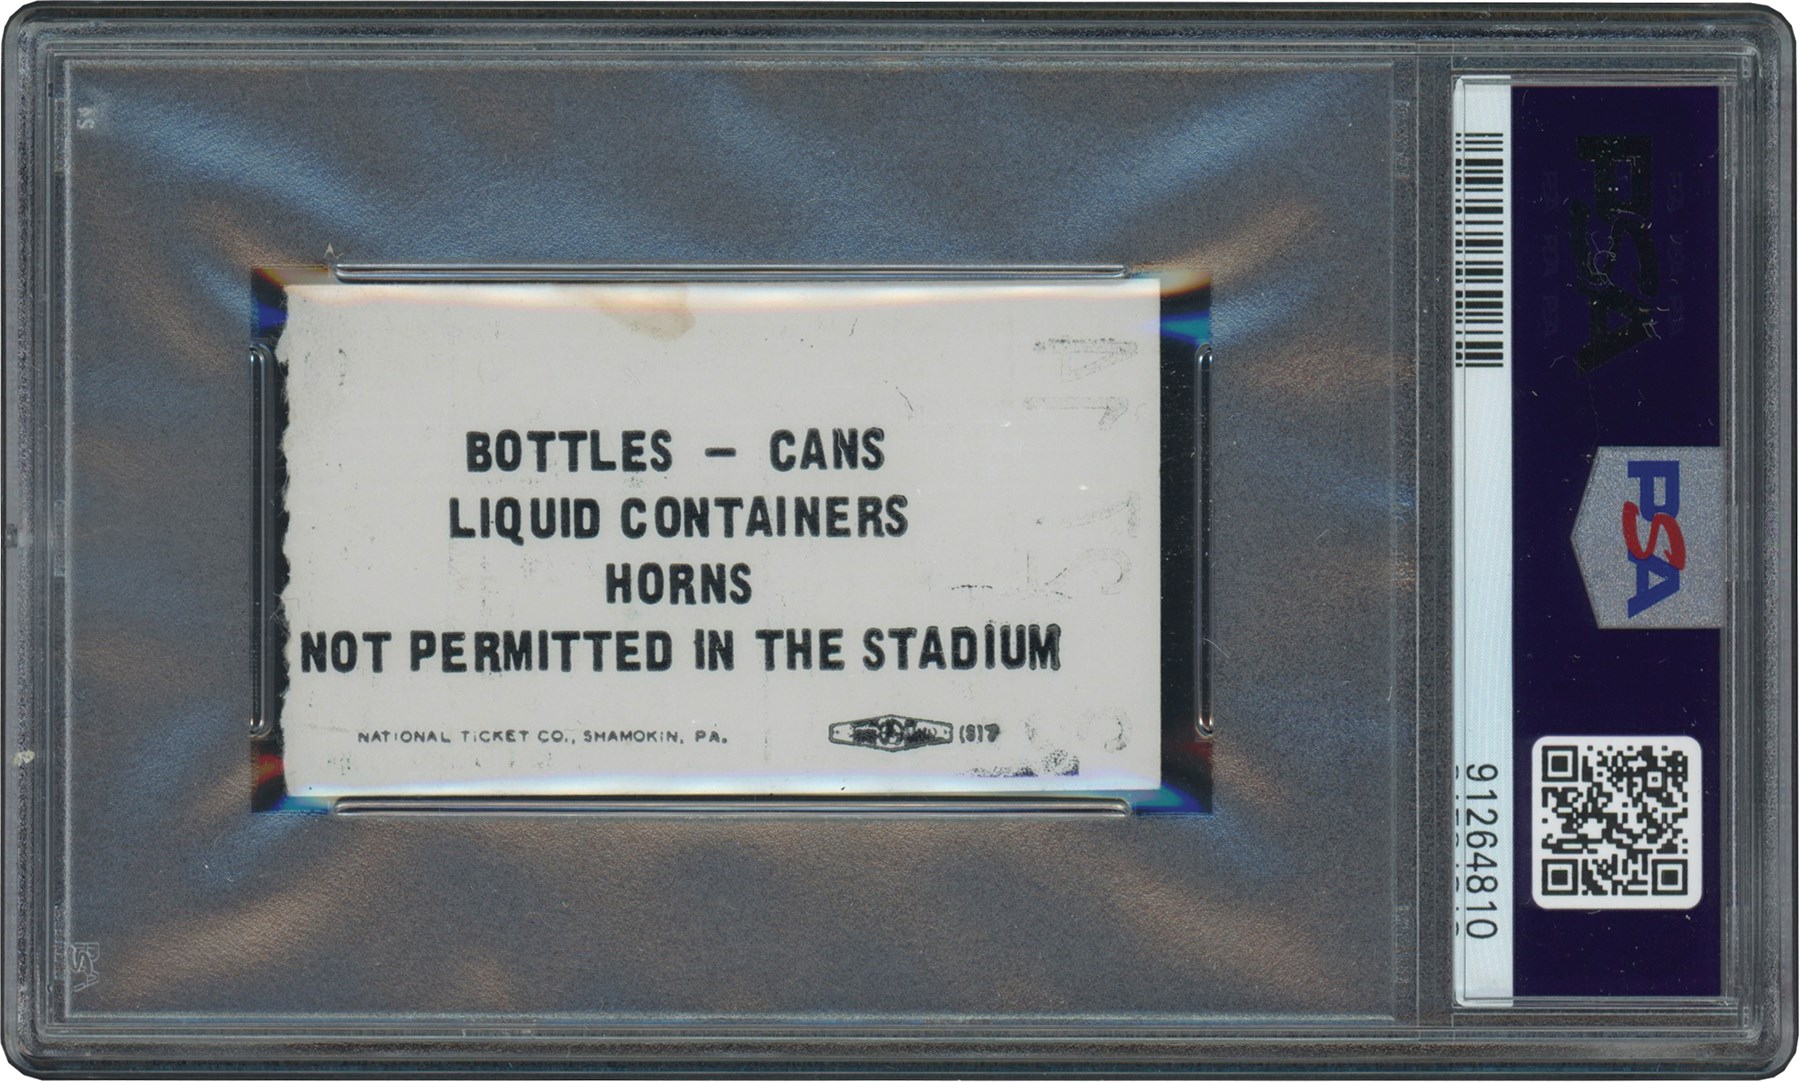 BOTTLES – CANS
LIQUID CONTAINERS
HORNS
NOT PERMITTED IN THE STADIUM
NATIONAL TICKET CO., SHAMOKIN, PA.
PSA
PSA
91264810